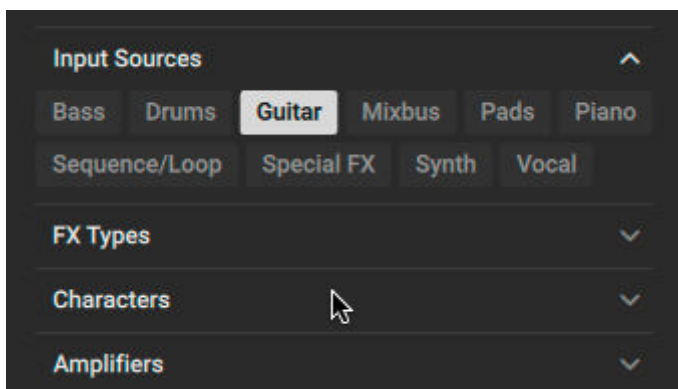 Input Sources
Bass Drums Guitar Mixbus Pads Piano
Sequence/Loop Special FX Synth Vocal
FX Types
Characters
Amplifiers